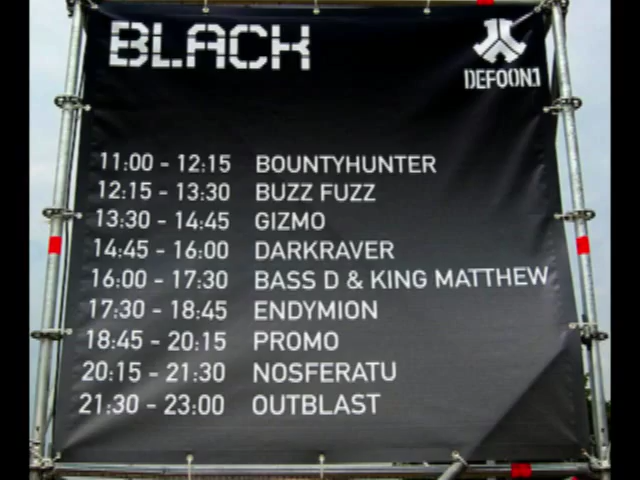 BLACK
DEFQON.1
11:00 - 12:15 BOUNTYHUNTER
12:15 - 13:30 BUZZ FUZZ
13:30 - 14:45 GIZMO
14:45 - 16:00 DARKRAVER
16:00 - 17:30 BASS D & KING MATTHEW
17:30 - 18:45 ENDYMION
18:45 - 20:15 PROMO
20:15 - 21:30 NOSFERATU
21:30 - 23:00 OUTBLAST